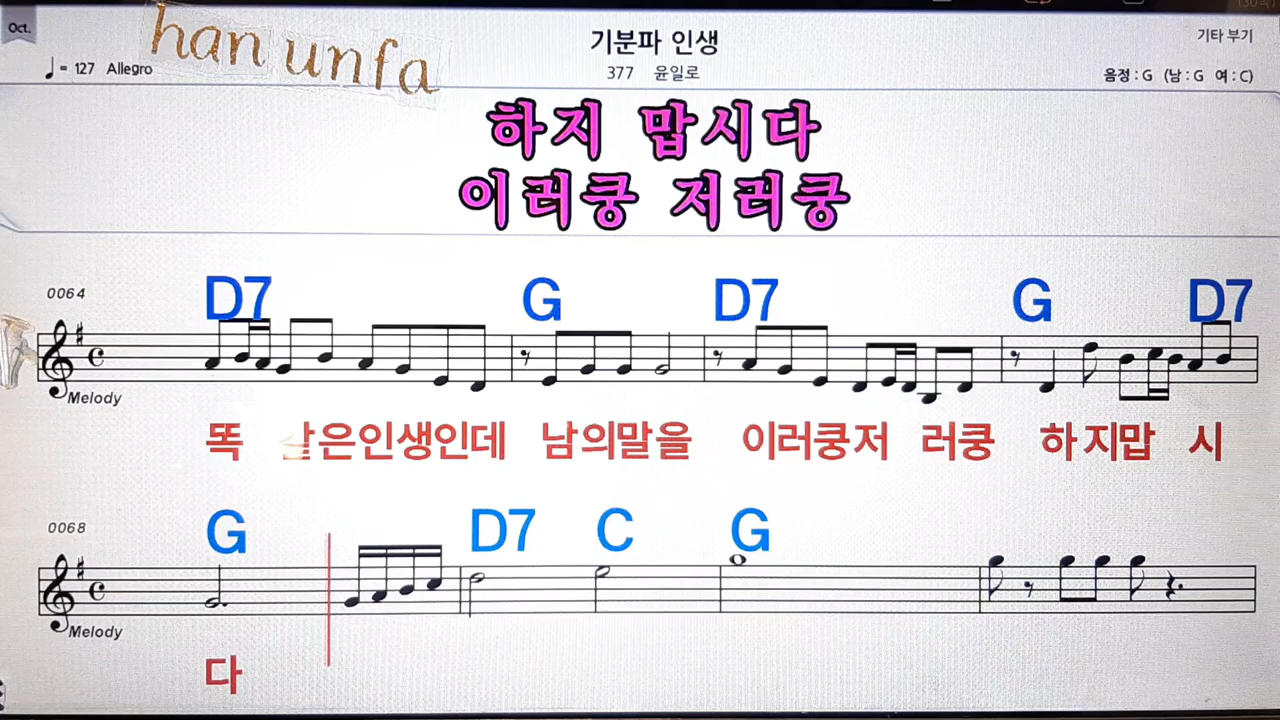 Oct.
han unfa
기분파 인생
기타 부기
♩= 127 Allegro
377 윤일로
음정 : G (남 : G 여 : C)
하지 맙시다
이러쿵 저러쿵
0064
D7 G D7 G D7
Melody
똑 같은인생인데 남의말을 이러쿵저 러쿵 하지맙 시
0068
G D7 C G
Melody
다